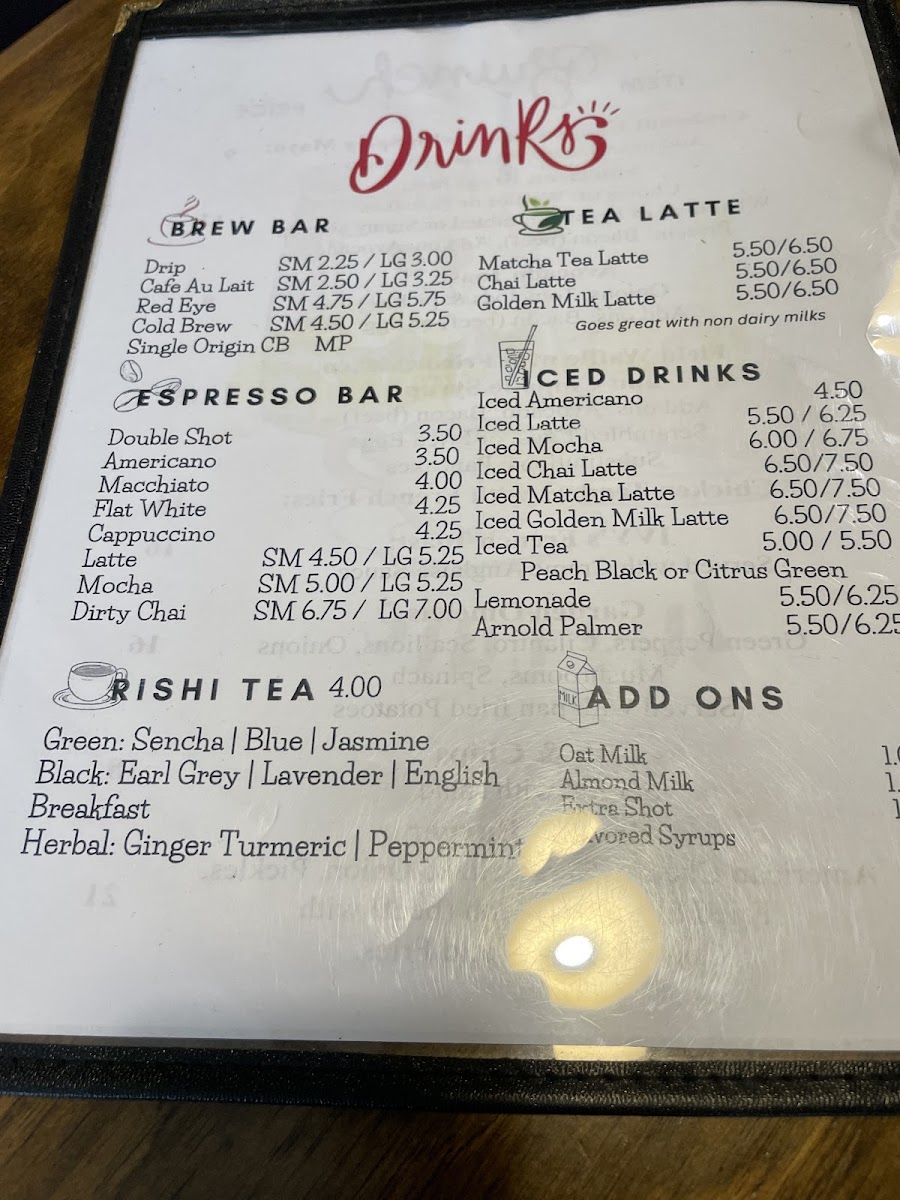 Drinks
BREW BAR
Drip SM 2.25 / LG 3.00
Cafe Au Lait SM 2.50 / LG 3.25
Red Eye SM 4.75 / LG 5.75
Cold Brew SM 4.50 / LG 5.25
Single Origin CB MP
ESPRESSO BAR
Double Shot 3.50
Americano 3.50
Macchiato 4.00
Flat White 4.25
Cappuccino 4.25
Latte SM 4.50 / LG 5.25
Mocha SM 5.00 / LG 5.25
Dirty Chai SM 6.75 / LG 7.00
RISHI TEA 4.00
Green: Sencha | Blue | Jasmine
Black: Earl Grey | Lavender | English
Breakfast
Herbal: Ginger Turmeric | Peppermint
TEA LATTE
Matcha Tea Latte 5.50/6.50
Chai Latte 5.50/6.50
Golden Milk Latte 5.50/6.50
Goes great with non dairy milks
ICED DRINKS
Iced Americano 4.50
Iced Latte 5.50 / 6.25
Iced Mocha 6.00 / 6.75
Iced Chai Latte 6.50/7.50
Iced Matcha Latte 6.50/7.50
Iced Golden Milk Latte 6.50/7.50
Iced Tea 5.00 / 5.50
Peach Black or Citrus Green
Lemonade 5.50/6.25
Arnold Palmer 5.50/6.25
MILK
ADD ONS
Oat Milk
Almond Milk
Extra Shot
Syrups